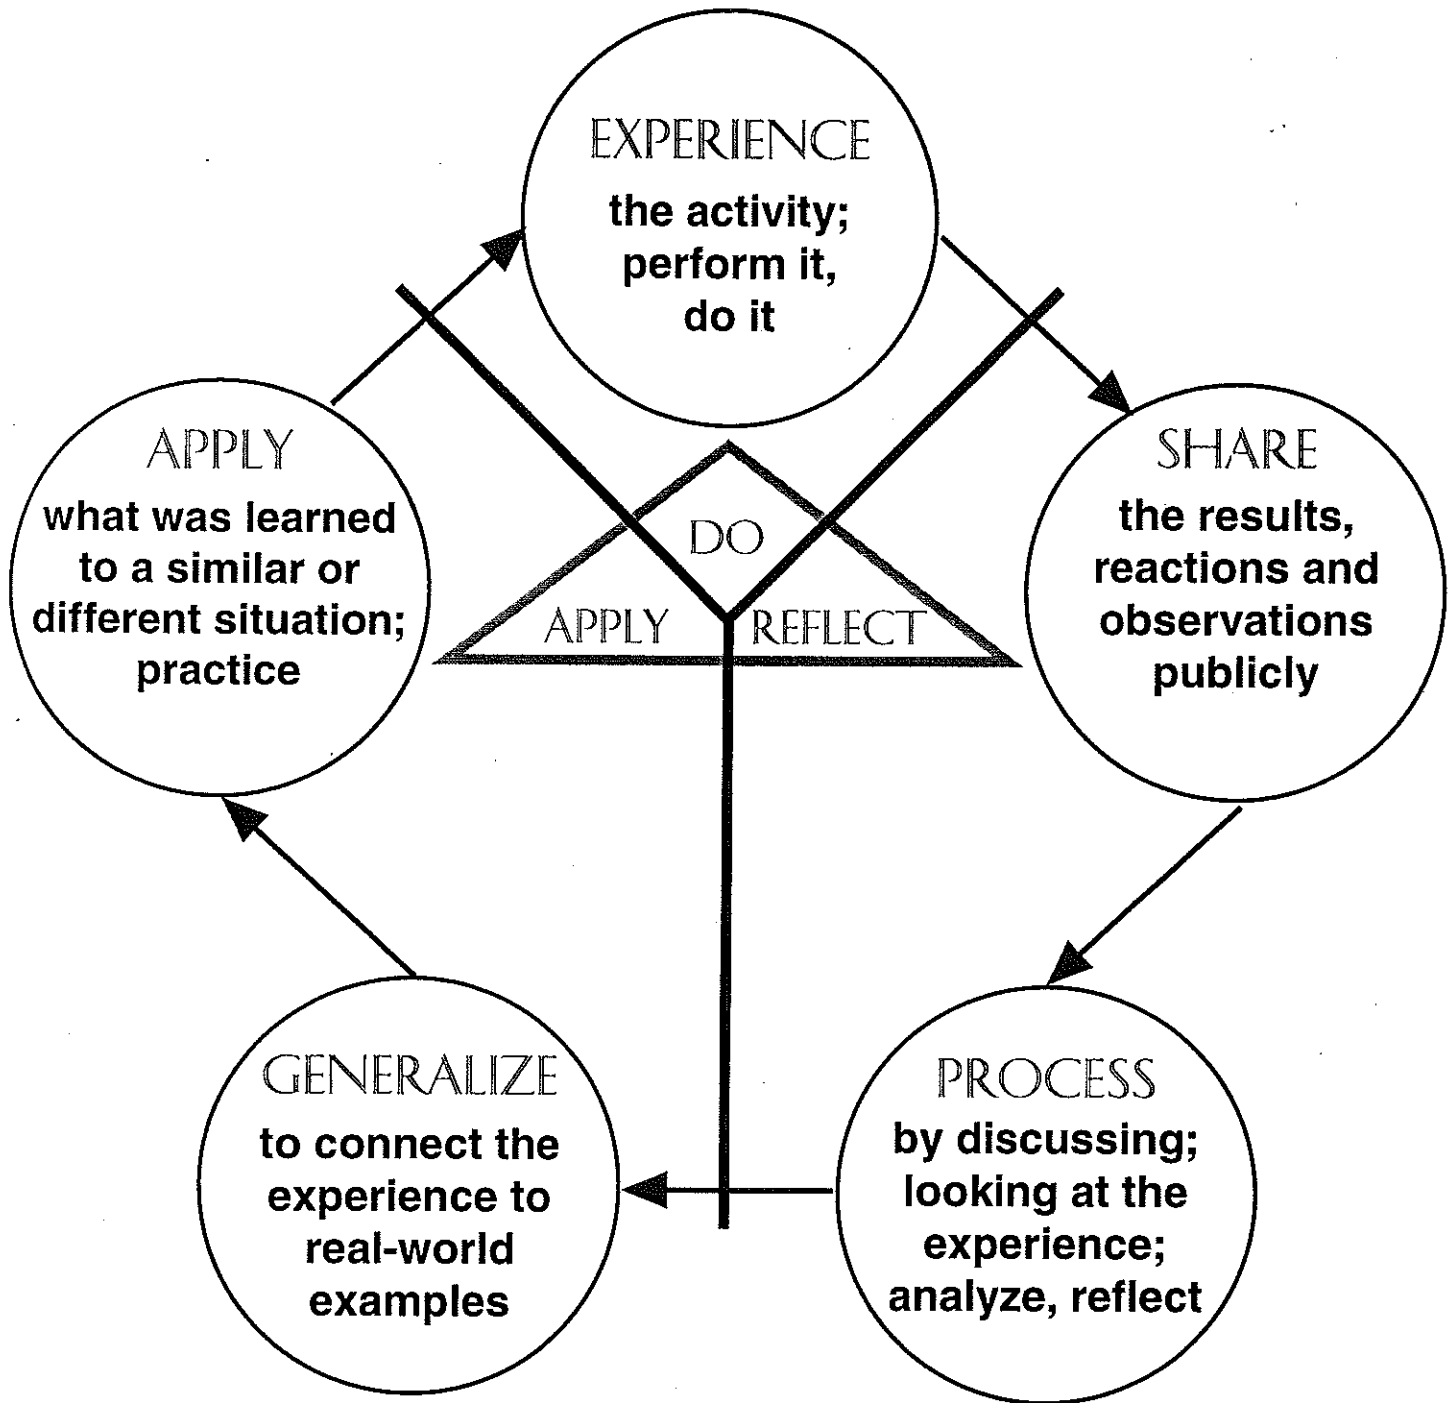 EXPERIENCE
the activity;
perform it,
do it
SHARE
the results,
reactions and
observations
publicly
PROCESS
by discussing;
looking at the
experience;
analyze, reflect
GENERALIZE
to connect the
experience to
real-world
examples
APPLY
what was learned
to a similar or
different situation;
practice
DO
REFLECT
APPLY